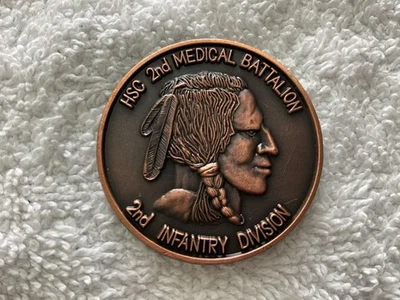 HSC 2nd MEDICAL BATTALION
2nd INFANTRY DIVISION